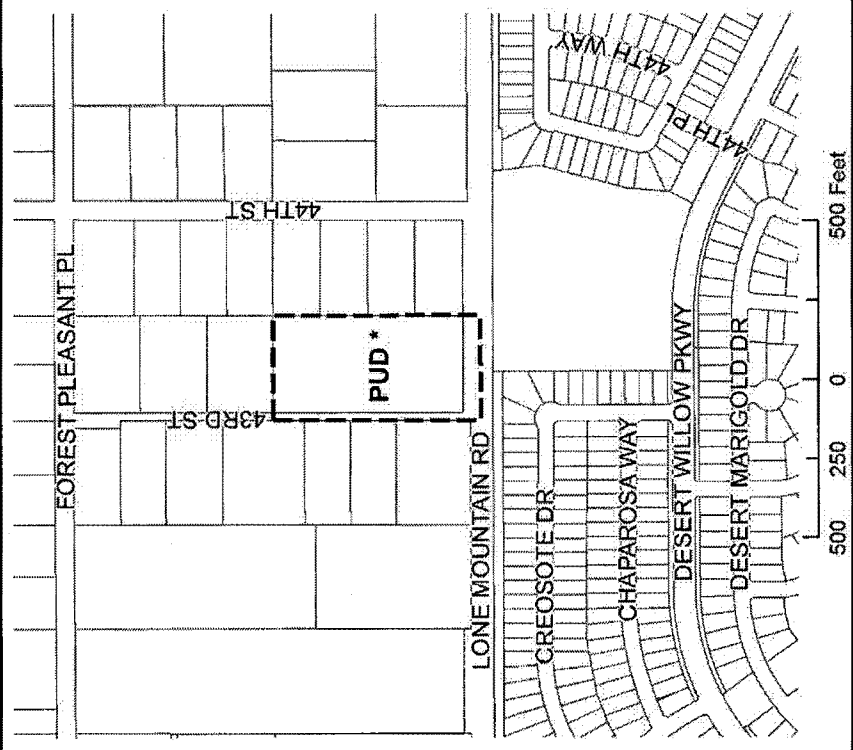 FOREST PLEASANT PL
44TH ST
43RD ST
PUD *
LONE MOUNTAIN RD
CREOSOTE DR
CHAPAROSA WAY
DESERT WILLOW PKWY
DESERT MARIGOLD DR
44TH WAY
44TH PL
500 250 0 500 Feet